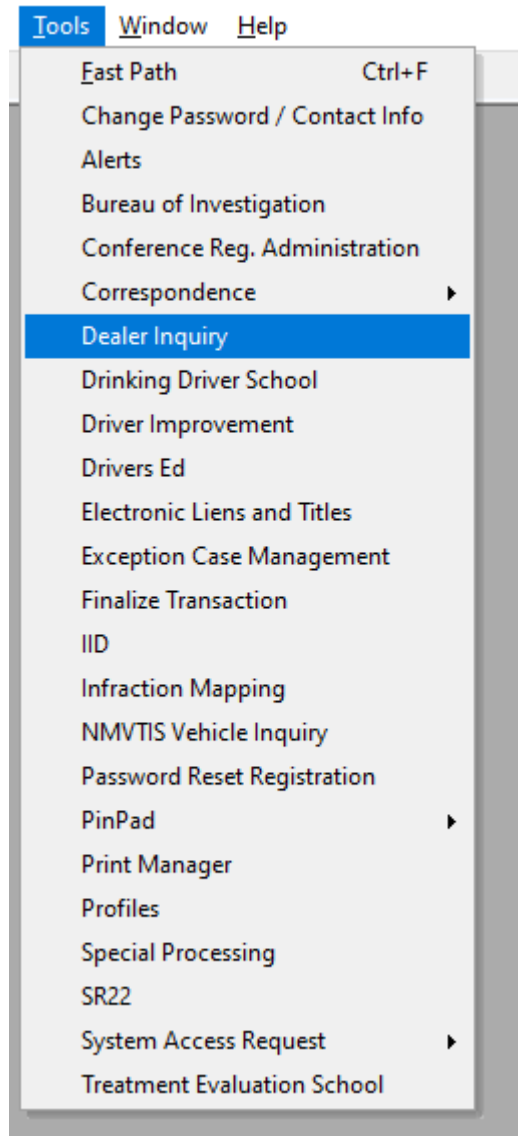 Tools Window Help
Fast Path Ctrl+F
Change Password / Contact Info
Alerts
Bureau of Investigation
Conference Reg. Administration
Correspondence
Dealer Inquiry
Drinking Driver School
Driver Improvement
Drivers Ed
Electronic Liens and Titles
Exception Case Management
Finalize Transaction
IID
Infraction Mapping
NMVTIS Vehicle Inquiry
Password Reset Registration
PinPad
Print Manager
Profiles
Special Processing
SR22
System Access Request
Treatment Evaluation School